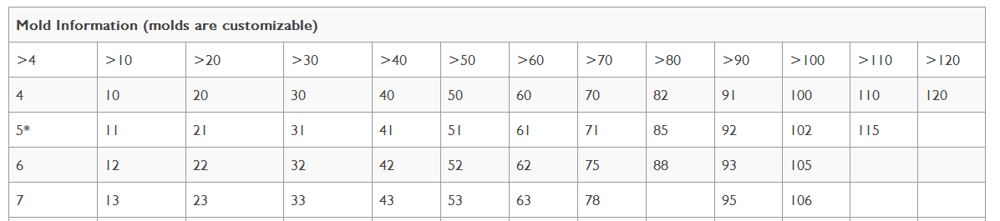 Mold Information (molds are customizable)
>4 >10 >20 >30 >40 >50 >60 >70 >80 >90 >100 >110 >120
4 10 20 30 40 50 60 70 82 91 100 110 120
5* 11 21 31 41 51 61 71 85 92 102 115
6 12 22 32 42 52 62 75 88 93 105
7 13 23 33 43 53 63 78 95 106